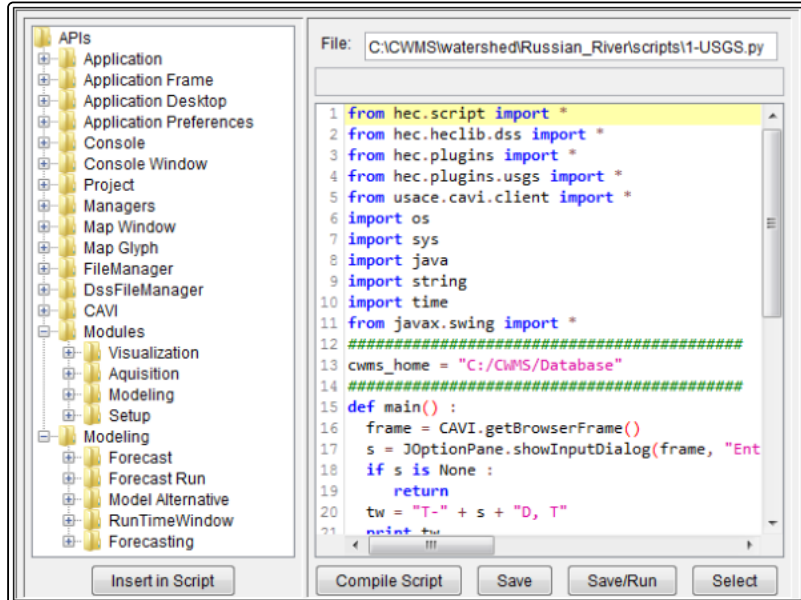 APIs
Application
Application Frame
Application Desktop
Application Preferences
Console
Console Window
Project
Managers
Map Window
Map Glyph
FileManager
DssFileManager
CAVI
Modules
Visualization
Aquisition
Modeling
Setup
Modeling
Forecast
Forecast Run
Model Alternative
RunTimeWindow
Forecasting
Insert in Script
File: C:\CWMS\watershed\Russian_River\scripts\1-USGS.py
1 from hec.script import *
2 from hec.heclib.dss import *
3 from hec.plugins import *
4 from hec.plugins.usgs import *
5 from usace.cavi.client import *
6 import os
7 import sys
8 import java
9 import string
10 import time
11 from javax.swing import *
12 ###########################################
13 cwms_home = "C:/CWMS/Database"
14 ###########################################
15 def main() :
16 frame = CAVI.getBrowserFrame()
17 s = JOptionPane.showInputDialog(frame, "Ent
18 if s is None :
19 return
20 tw = "T-" + s + "D, T"
21 print tw
Compile Script Save Save/Run Select